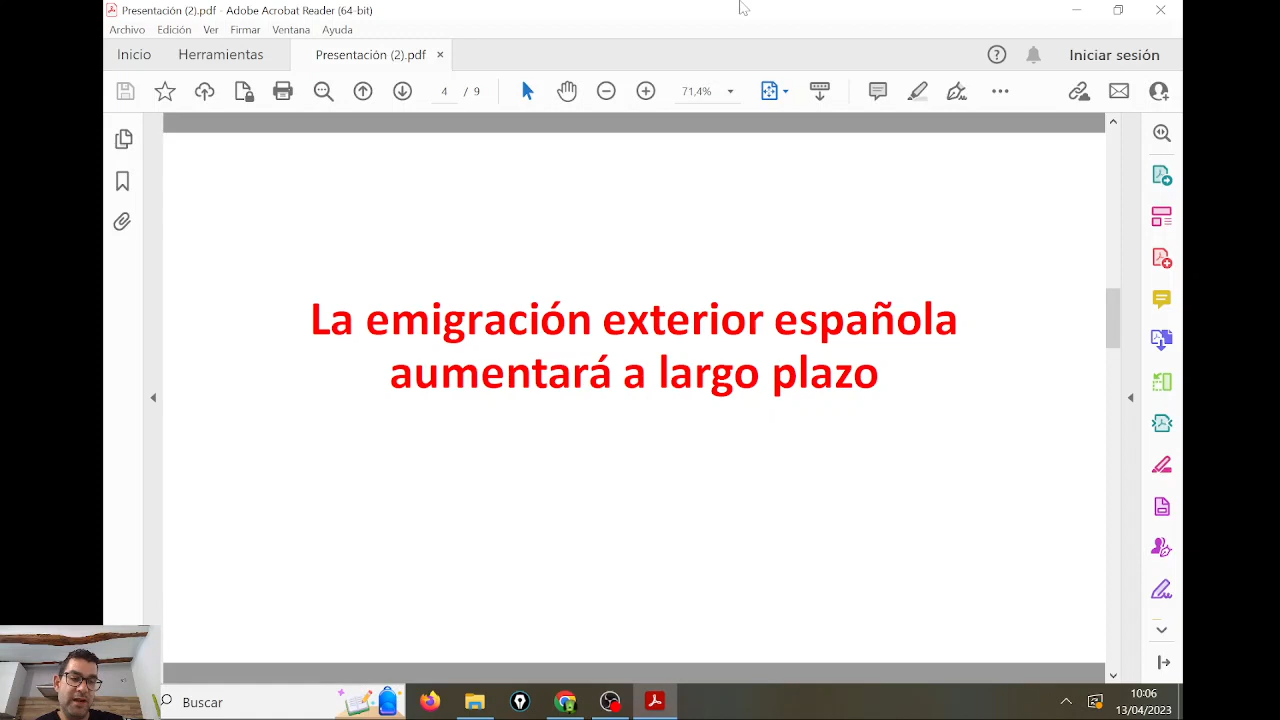 Presentación (2).pdf - Adobe Acrobat Reader (64-bit)
Archivo Edición Ver Firmar Ventana Ayuda
Inicio Herramientas Presentación (2).pdf × Iniciar sesión
4 / 9 71,4%
La emigración exterior española
aumentará a largo plazo
Buscar
10:06
13/04/2023